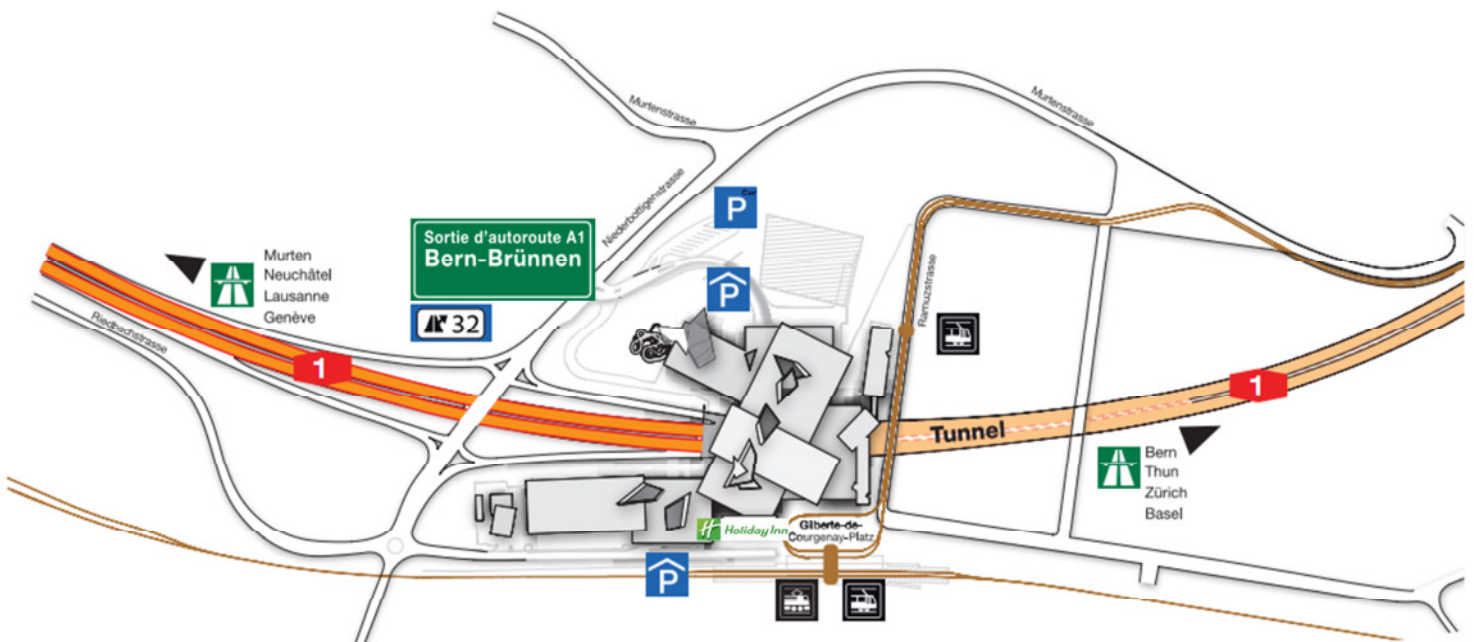 Murtenstrasse
Murtenstrasse
Niederbottigenstrasse
Car
P
Sortie d'autoroute A1
Bern-Brünnen
32
Murten
Neuchâtel
Lausanne
Genève
P
Riedbachstrasse
Ramuzstrasse
1
1
Tunnel
Bern
Thun
Zürich
Basel
H Holiday Inn
Gilberte-de-
Courgenay-Platz
P